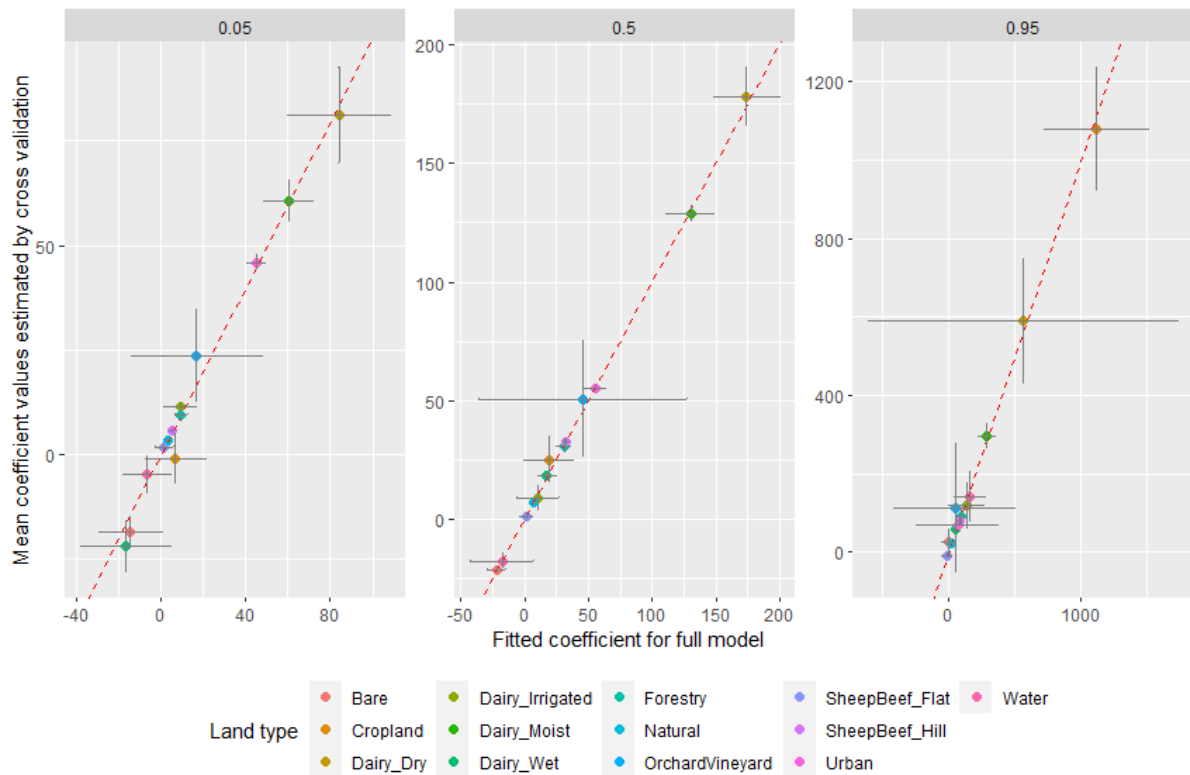 0.05 0.5 0.95
Mean coefficient values estimated by cross validation
50
0
-40 0 40 80
200
150
100
50
0
-50 0 50 100 150 200
1200
800
400
0
0 1000
Fitted coefficient for full model
Land type
Bare Dairy_Irrigated Forestry SheepBeef_Flat Water
Cropland Dairy_Moist Natural SheepBeef_Hill
Dairy_Dry Dairy_Wet OrchardVineyard Urban